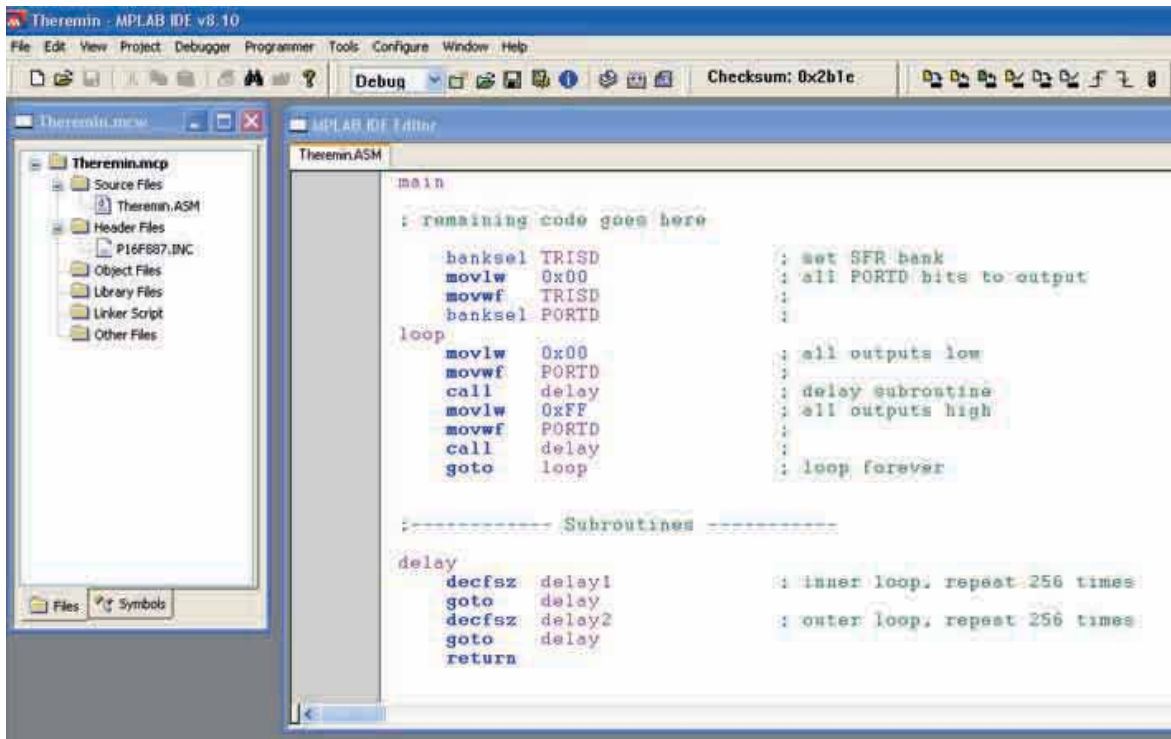 Theremin - MPLAB IDE v8.10
File Edit View Project Debugger Programmer Tools Configure Window Help
Debug Checksum: 0x2b1e
Theremin.mcw
Theremin.mcp
Source Files
Theremin.ASM
Header Files
P16F887.INC
Object Files
Library Files
Linker Script
Other Files
Files Symbols
MPLAB IDE Editor
Theremin.ASM
main
; remaining code goes here
banksel TRISD ; set SFR bank
movlw 0x00 ; all PORTD bits to output
movwf TRISD ;
banksel PORTD ;
loop
movlw 0x00 ; all outputs low
movwf PORTD ;
call delay ; delay subroutine
movlw 0xFF ; all outputs high
movwf PORTD ;
call delay ;
goto loop ; loop forever
;------------ Subroutines -----------
delay
decfsz delay1 ; inner loop, repeat 256 times
goto delay
decfsz delay2 ; outer loop, repeat 256 times
goto delay
return